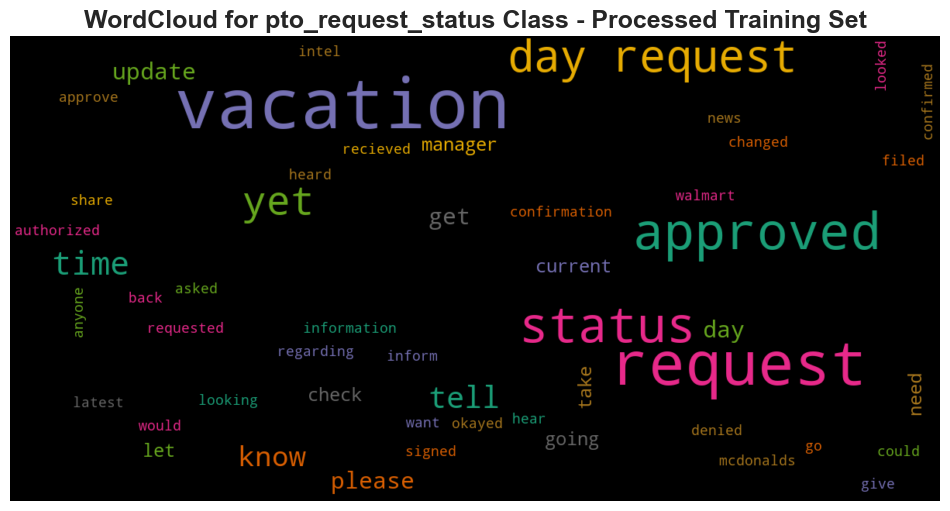 WordCloud for pto_request_status Class - Processed Training Set
intel
day request
looked
update
confirmed
approve
vacation
news
changed
recieved
manager
filed
heard
share
yet
walmart
get
confirmation
authorized
approved
time
current
asked
back
anyone
requested
information
status
day
regarding
inform
request
take
need
check
tell
latest
looking
would
want
okayed
hear
denied
let
know
signed
going
go
could
mcdonalds
please
give